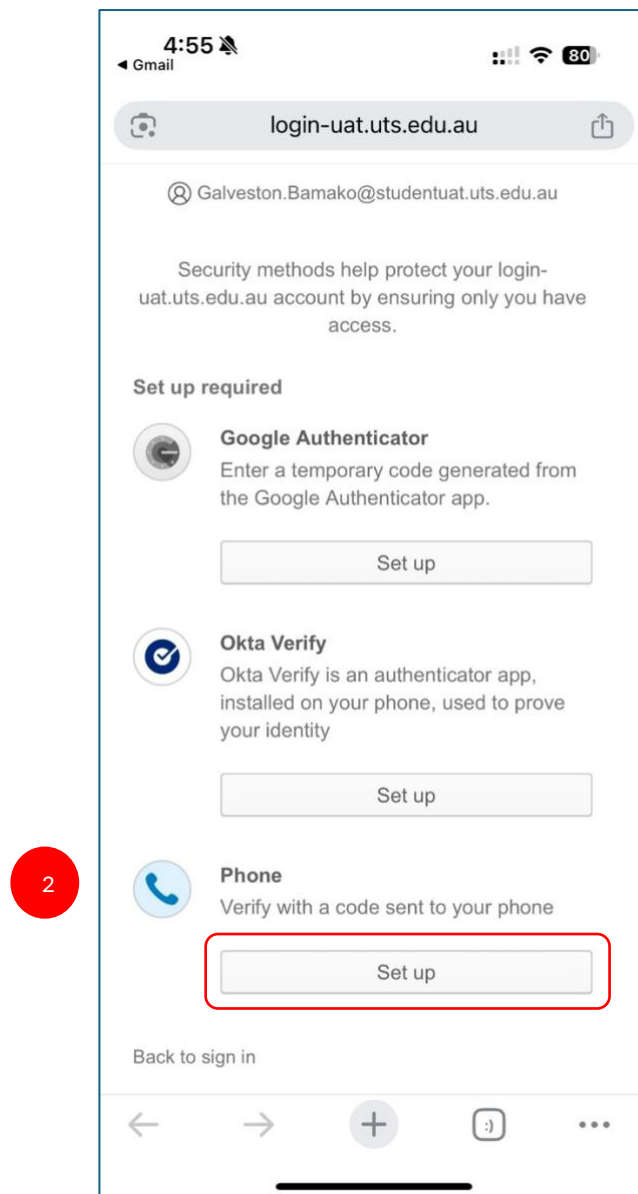 4:55
◀ Gmail
80
login-uat.uts.edu.au
Galveston.Bamako@studentuat.uts.edu.au
Security methods help protect your login-
uat.uts.edu.au account by ensuring only you have
access.
Set up required
Google Authenticator
Enter a temporary code generated from
the Google Authenticator app.
Set up
Okta Verify
Okta Verify is an authenticator app,
installed on your phone, used to prove
your identity
Set up
2
Phone
Verify with a code sent to your phone
Set up
Back to sign in
:)